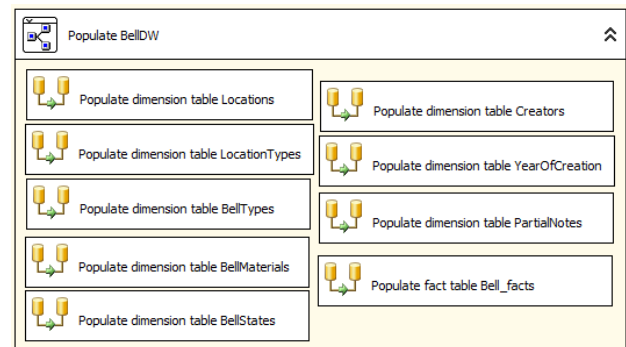 Populate BellDW
Populate dimension table Locations
Populate dimension table LocationTypes
Populate dimension table BellTypes
Populate dimension table BellMaterials
Populate dimension table BellStates
Populate dimension table Creators
Populate dimension table YearOfCreation
Populate dimension table PartialNotes
Populate fact table Bell_facts